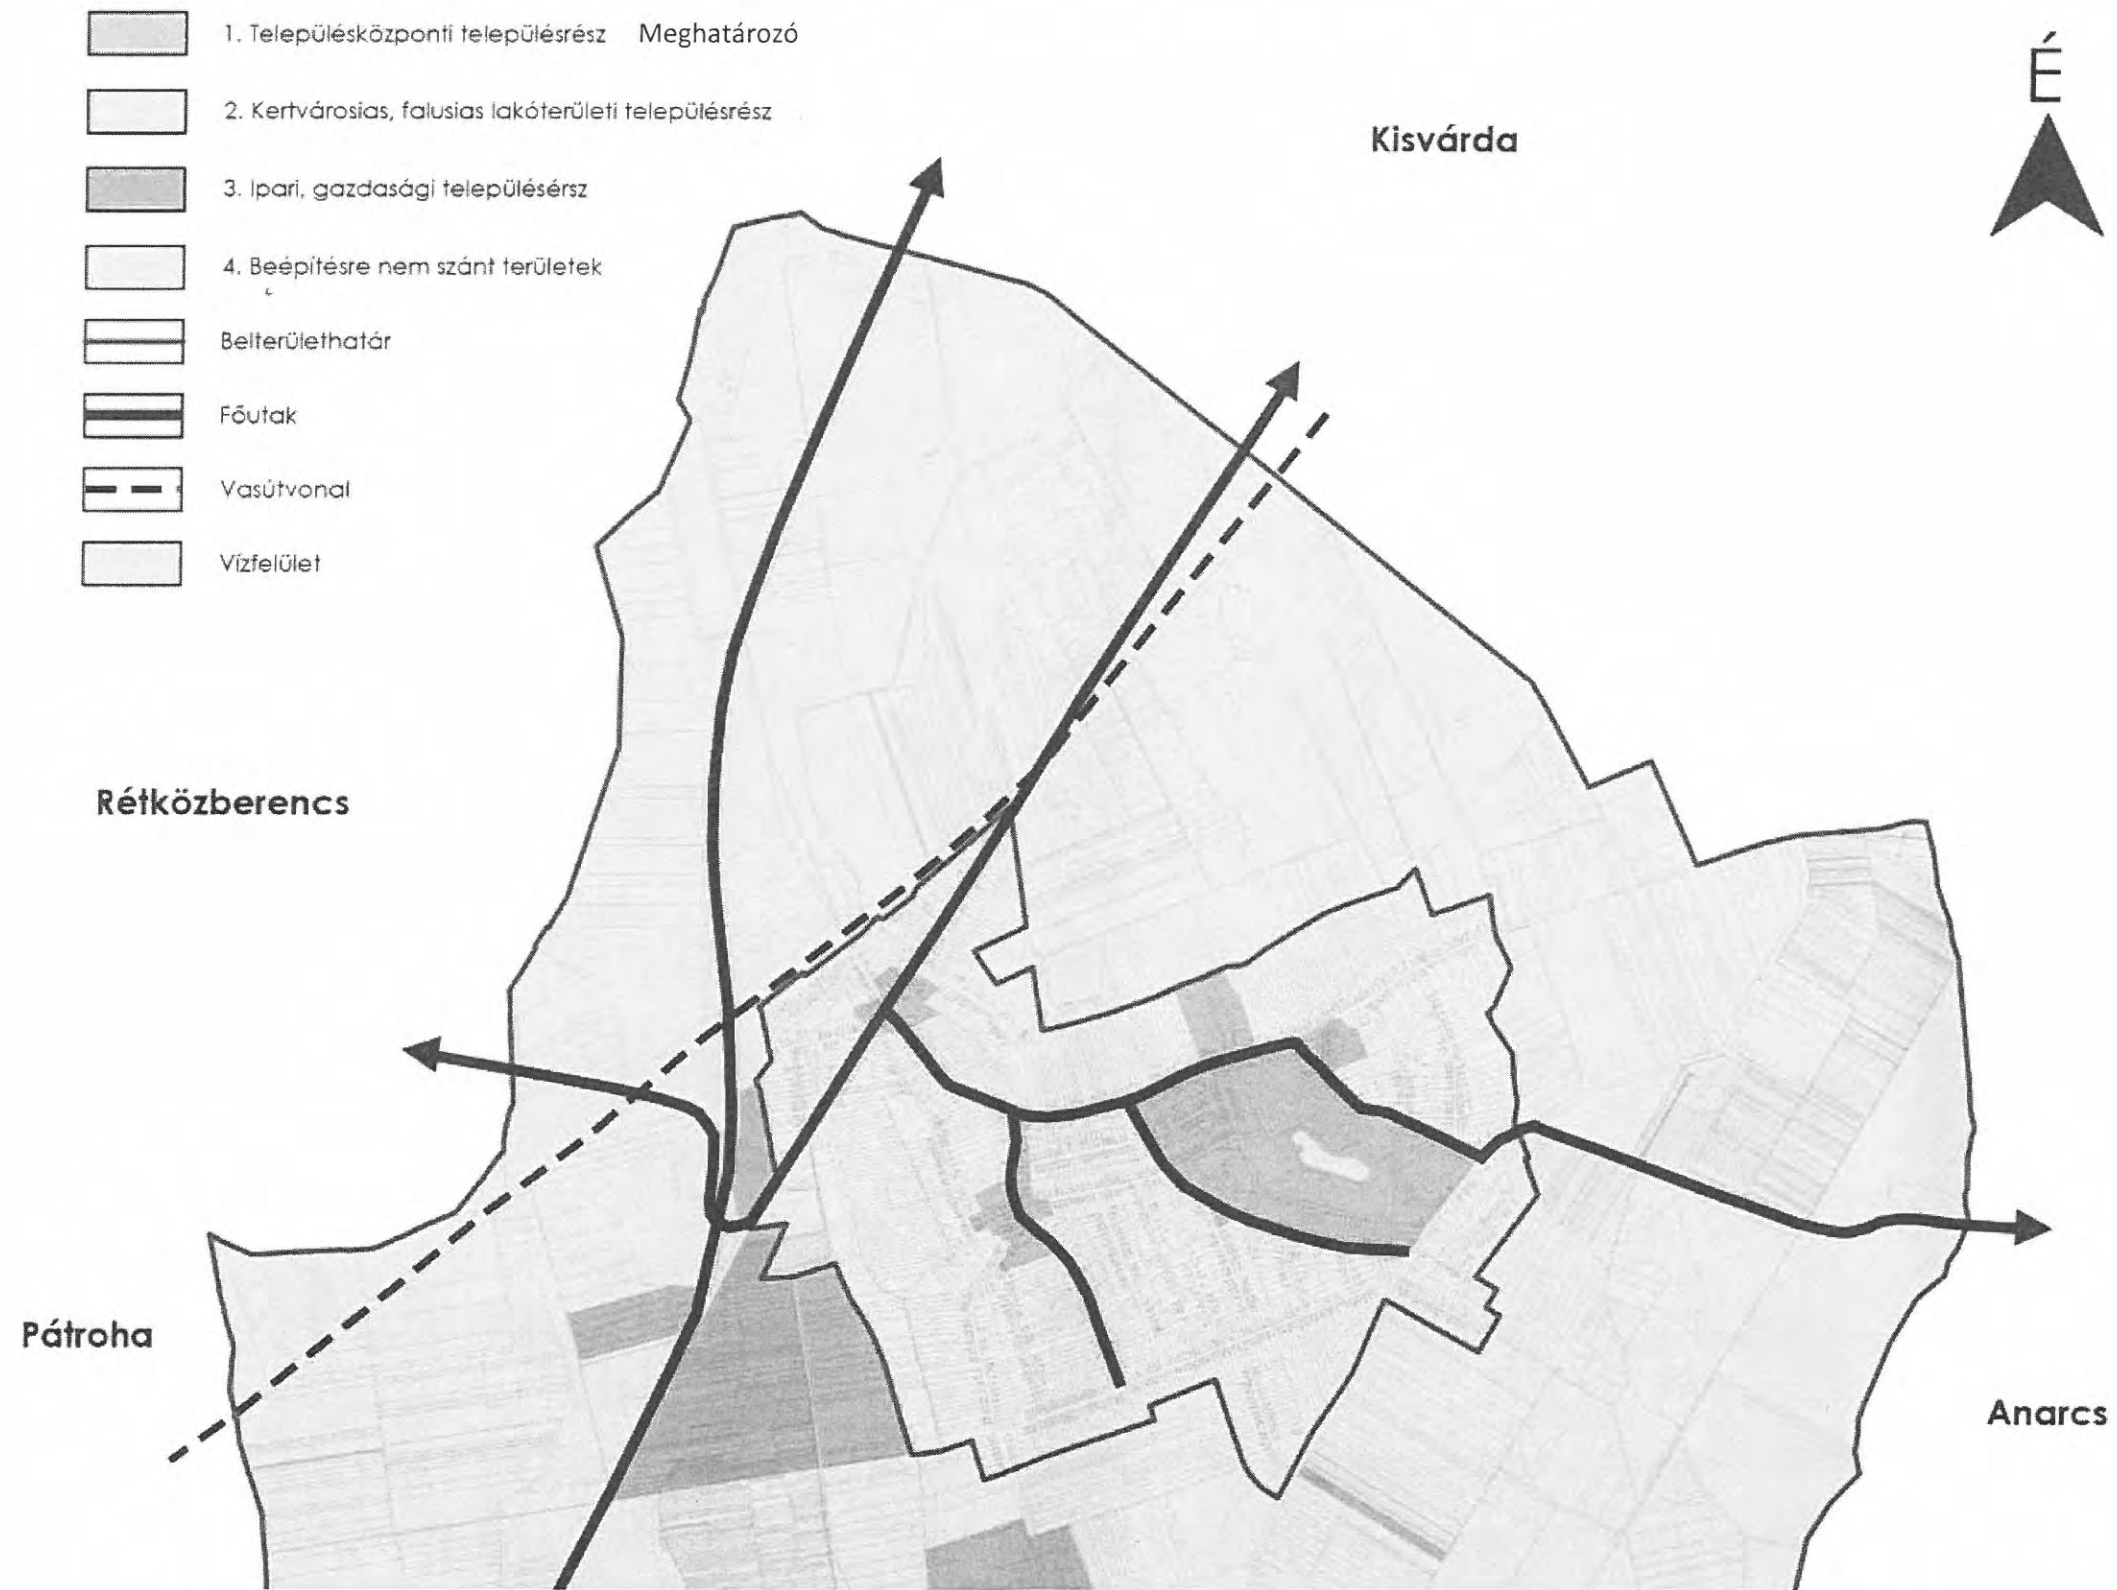 1. Településközponti településrész Meghatározó
2. Kertvárosias, falusias lakóterületi településrész
3. Ipari, gazdasági településérsz
4. Beépítésre nem szánt területek
Belterülethatár
Főutak
Vasútvonal
Vízfelület
É
Kisvárda
Rétközberencs
Pátroha
Anarcs